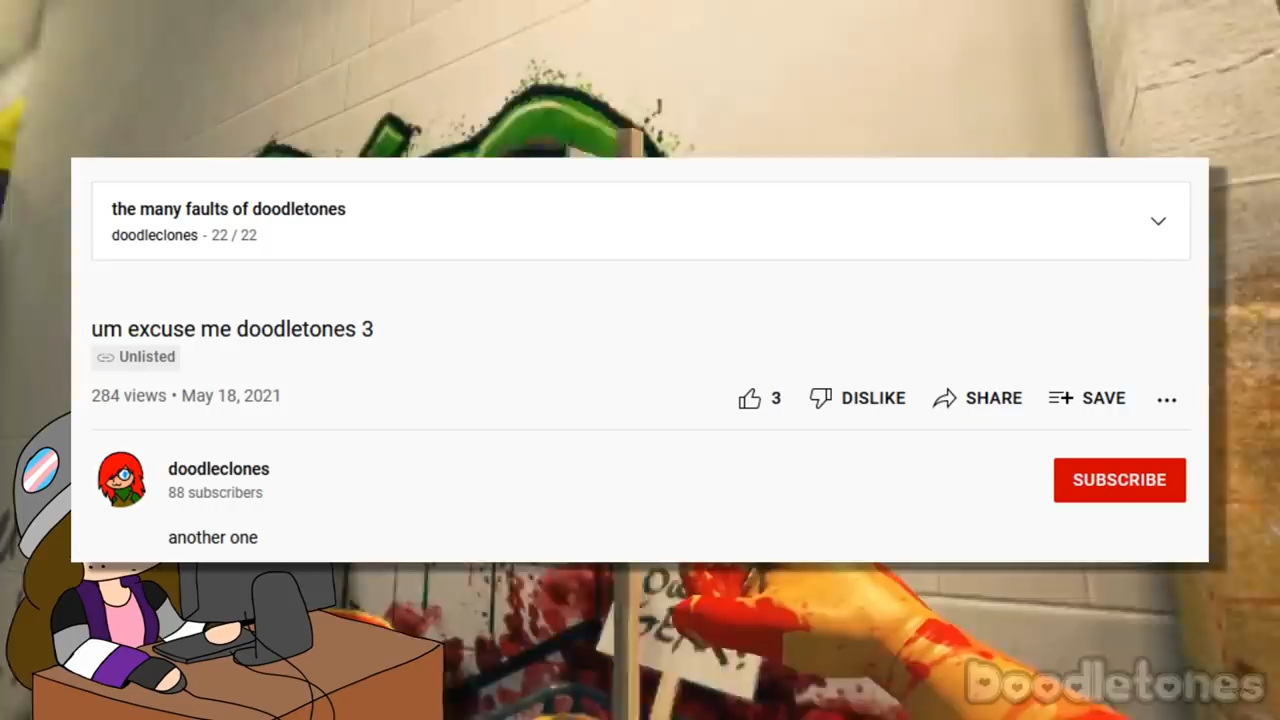 the many faults of doodletones
doodleclones - 22 / 22
um excuse me doodletones 3
Unlisted
284 views • May 18, 2021
3 DISLIKE SHARE SAVE ...
doodleclones
88 subscribers
SUBSCRIBE
another one
Doodletones